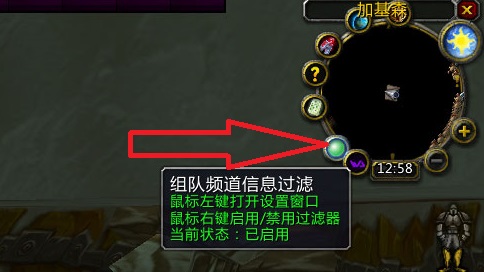 加基森
?
12:58
组队频道信息过滤
鼠标左键打开设置窗口
鼠标右键启用/禁用过滤器
当前状态：已启用